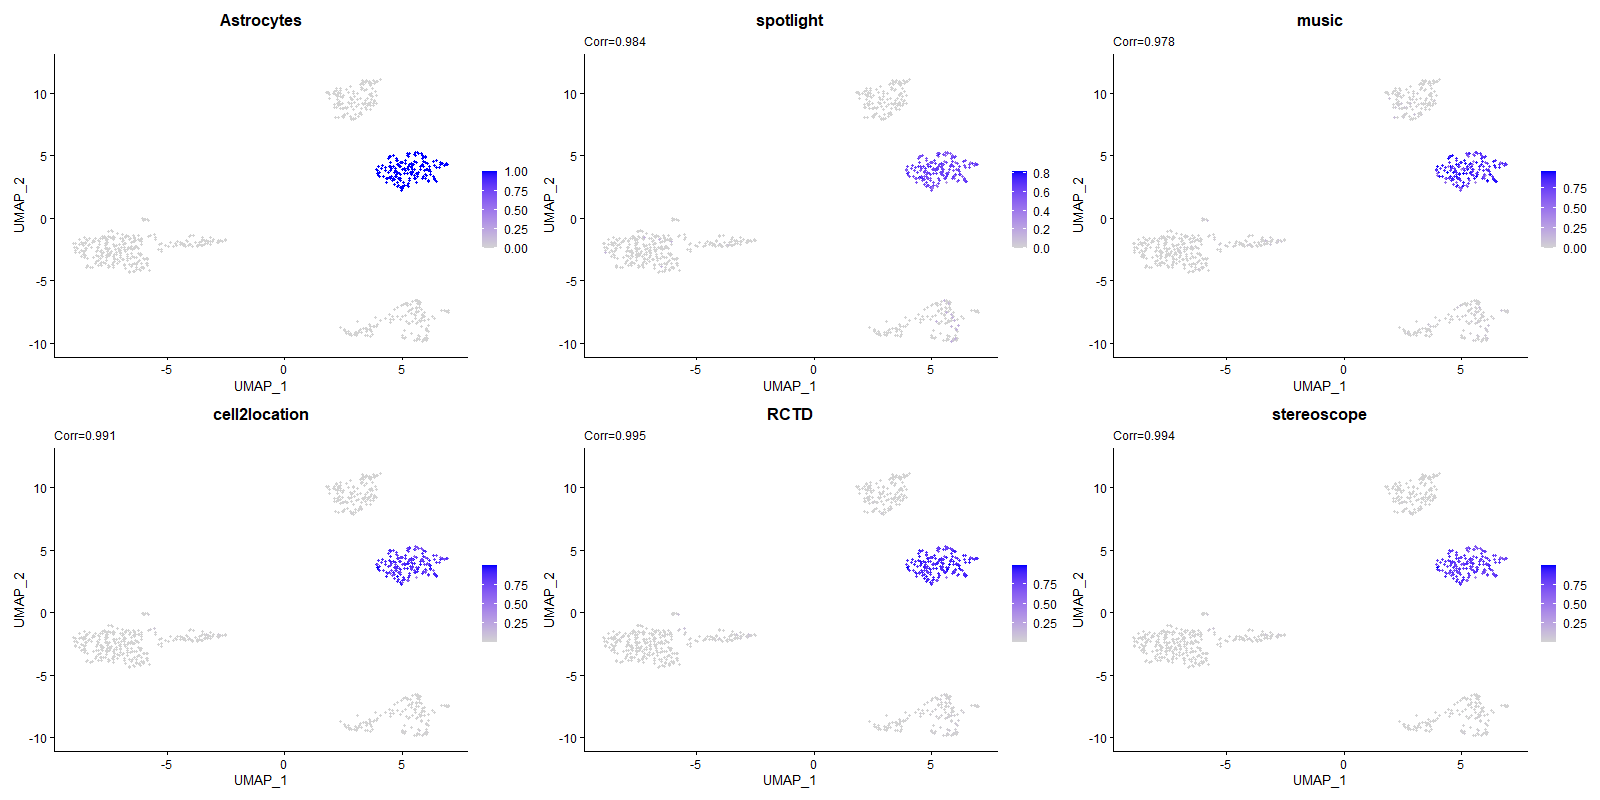 Astrocytes
UMAP_2
10
5
0
-5
-10
-5 0 5
UMAP_1
1.00
0.75
0.50
0.25
0.00
spotlight
Corr=0.984
UMAP_2
10
5
0
-5
-10
-5 0 5
UMAP_1
0.8
0.6
0.4
0.2
0.0
music
Corr=0.978
UMAP_2
10
5
0
-5
-10
-5 0 5
UMAP_1
0.75
0.50
0.25
0.00
cell2location
Corr=0.991
UMAP_2
10
5
0
-5
-10
-5 0 5
UMAP_1
0.75
0.50
0.25
RCTD
Corr=0.995
UMAP_2
10
5
0
-5
-10
-5 0 5
UMAP_1
0.75
0.50
0.25
stereoscope
Corr=0.994
UMAP_2
10
5
0
-5
-10
-5 0 5
UMAP_1
0.75
0.50
0.25